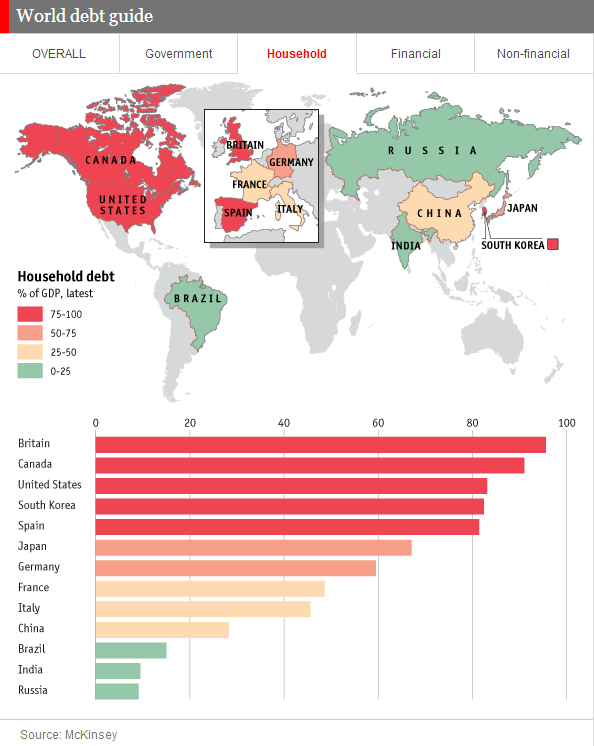 World debt guide
OVERALL
Government
Household
Financial
Non-financial
CANADA
UNITED
STATES
BRITAIN
GERMANY
FRANCE
SPAIN
ITALY
RUSSIA
CHINA
JAPAN
INDIA
SOUTH KOREA
BRAZIL
Household debt
% of GDP, latest
75-100
50-75
25-50
0-25
0 20 40 60 80 100
Britain
Canada
United States
South Korea
Spain
Japan
Germany
France
Italy
China
Brazil
India
Russia
Source: McKinsey